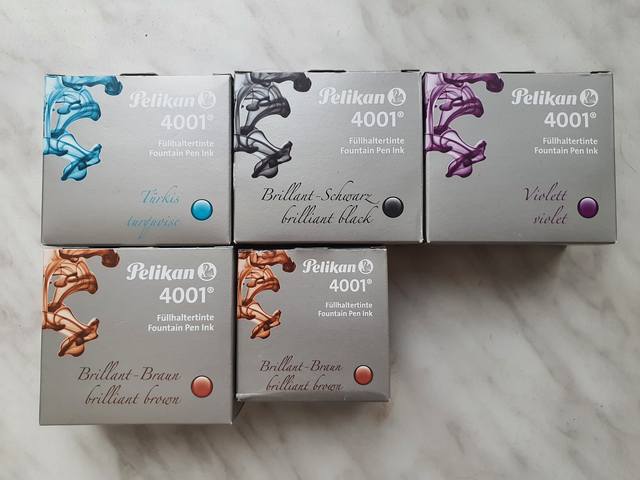 Pelikan
4001®
Füllhaltertinte
Fountain Pen Ink
Türkis
turquoise
Pelikan
4001®
Füllhaltertinte
Fountain Pen Ink
Brillant-Schwarz
brilliant black
Pelikan
4001®
Füllhaltertinte
Fountain Pen Ink
Violett
violet
Pelikan
4001®
Füllhaltertinte
Fountain Pen Ink
Brillant-Braun
brilliant brown
Pelikan
4001®
Füllhaltertinte
Fountain Pen Ink
Brillant-Braun
brilliant brown